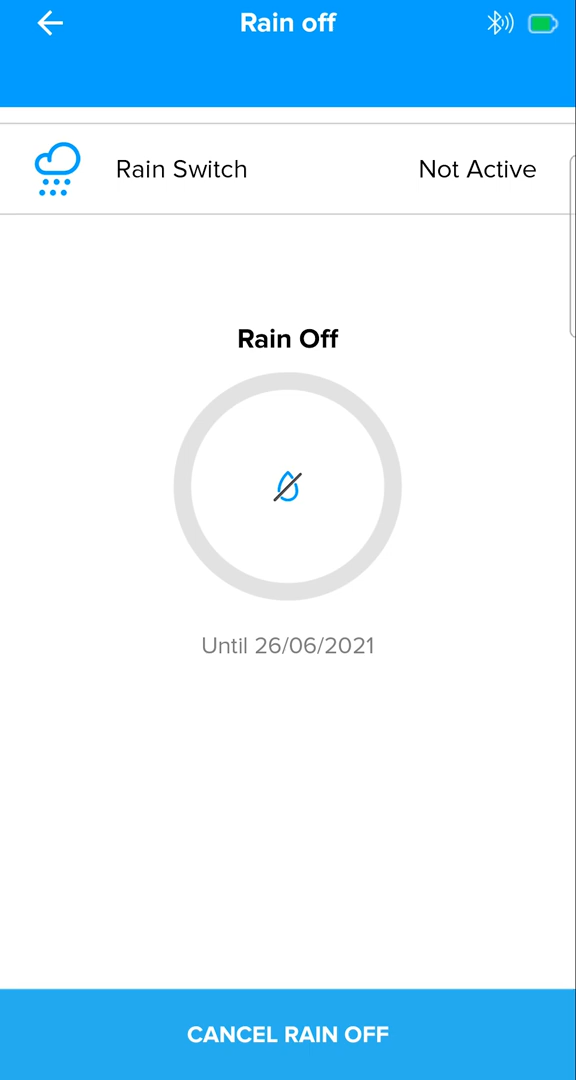 Rain off
Rain Switch Not Active
Rain Off
Until 26/06/2021
CANCEL RAIN OFF